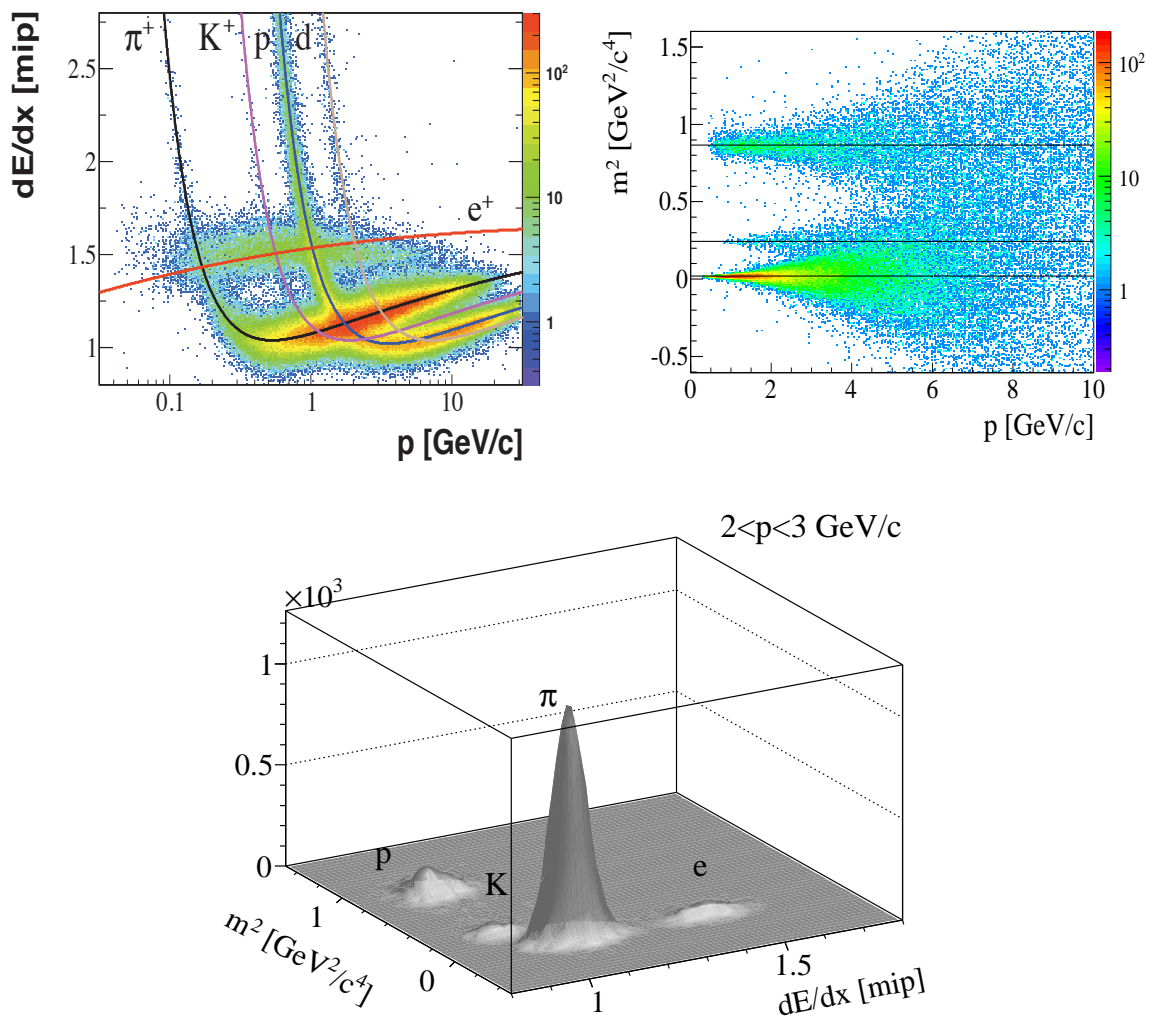 dE/dx [mip]
π⁺ K⁺ p d
e⁺
2.5
2
1.5
1
0.1 1 10
p [GeV/c]
10²
10
1
m² [GeV²/c⁴]
1.5
1
0.5
0
-0.5
0 2 4 6 8 10
p [GeV/c]
10²
10
1
2<p<3 GeV/c
×10³
1
0.5
0
π
p
K
e
1
0
m² [GeV²/c⁴]
1
1.5
dE/dx [mip]